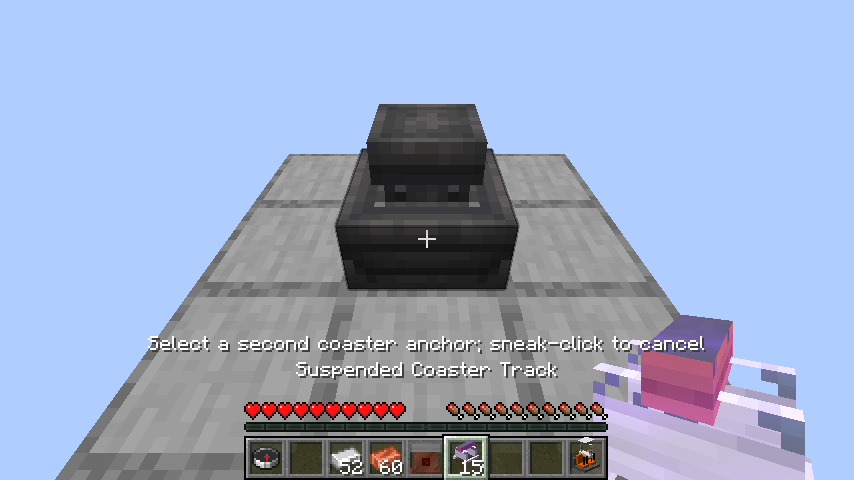 Select a second coaster anchor; sneak-click to cancel
Suspended Coaster Track
52 60 15